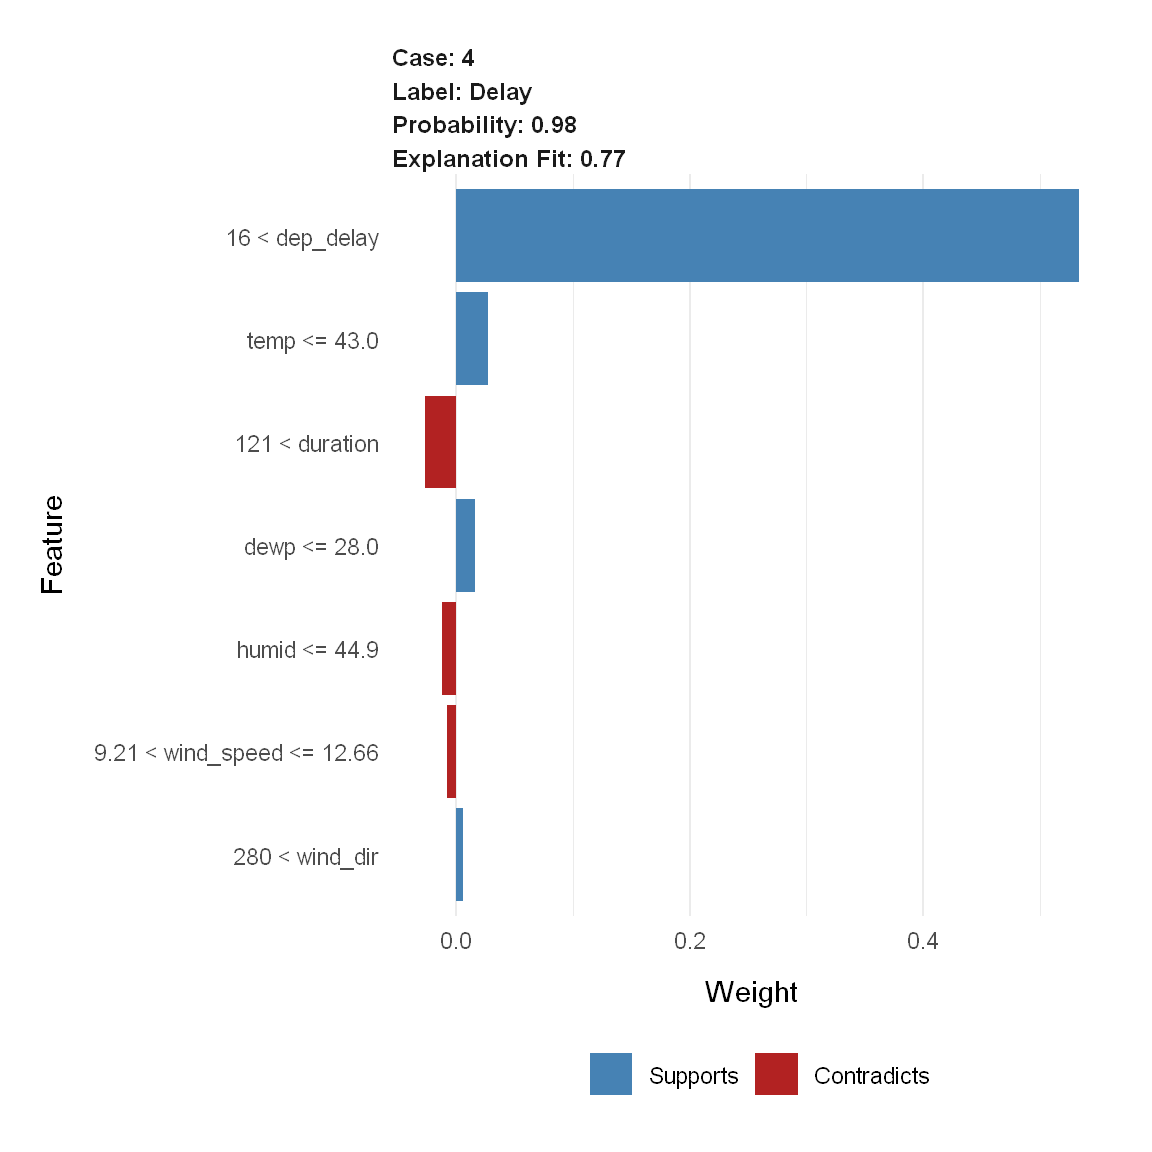 Case: 4
Label: Delay
Probability: 0.98
Explanation Fit: 0.77
16 < dep_delay
temp <= 43.0
121 < duration
dewp <= 28.0
humid <= 44.9
9.21 < wind_speed <= 12.66
280 < wind_dir
Feature
0.0 0.2 0.4
Weight
Supports Contradicts